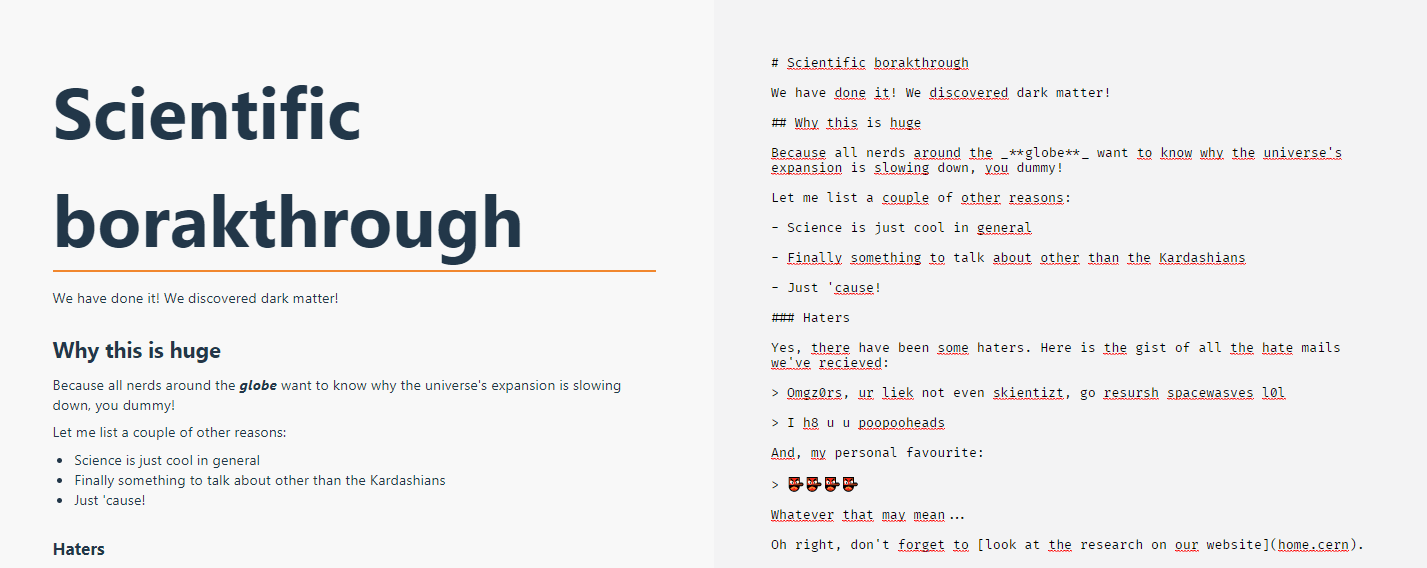 Scientific
borakthrough
We have done it! We discovered dark matter!
Why this is huge
Because all nerds around the globe want to know why the universe's expansion is slowing
down, you dummy!
Let me list a couple of other reasons:
• Science is just cool in general
• Finally something to talk about other than the Kardashians
• Just 'cause!
Haters
# Scientific borakthrough
We have done it! We discovered dark matter!
## Why this is huge
Because all nerds around the _**globe**_ want to know why the universe's
expansion is slowing down, you dummy!
Let me list a couple of other reasons:
- Science is just cool in general
- Finally something to talk about other than the Kardashians
- Just 'cause!
### Haters
Yes, there have been some haters. Here is the gist of all the hate mails
we've recieved:
> Omgz0rs, ur liek not even skientizt, go resursh spacewasves l0l
> I h8 u u poopooheads
And, my personal favourite:
> 👺👺👺👺
Whatever that may mean...
Oh right, don't forget to [look at the research on our website](home.cern).